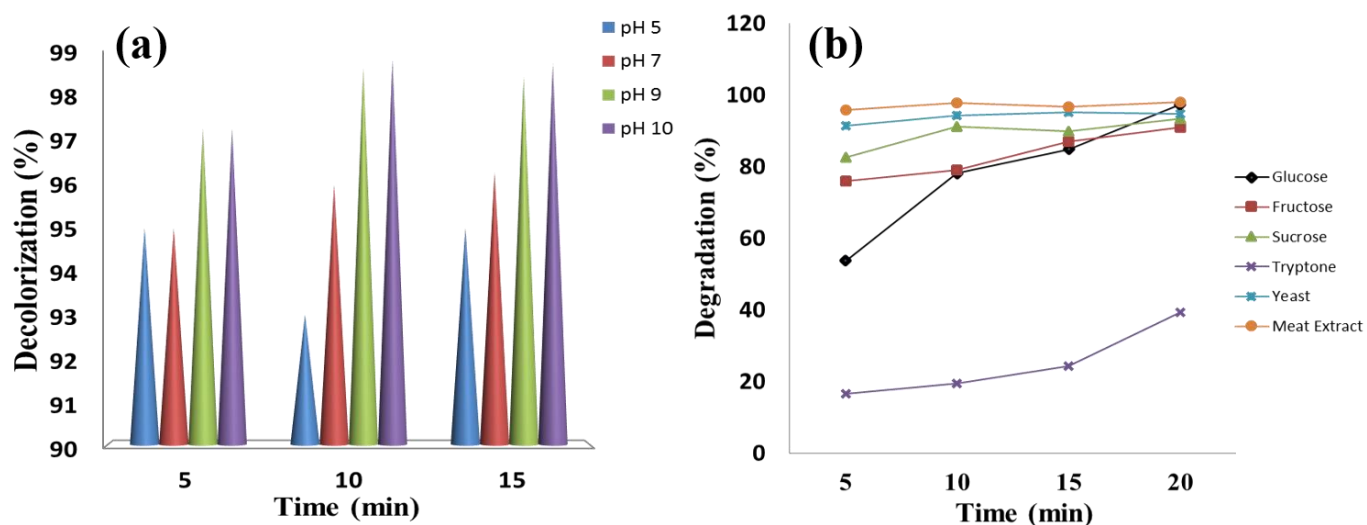 (a)
Decolorization (%)
99
98
97
96
95
94
93
92
91
90
5 10 15
Time (min)
pH 5
pH 7
pH 9
pH 10
(b)
Degradation (%)
120
100
80
60
40
20
0
5 10 15 20
Time (min)
Glucose
Fructose
Sucrose
Tryptone
Yeast
Meat Extract